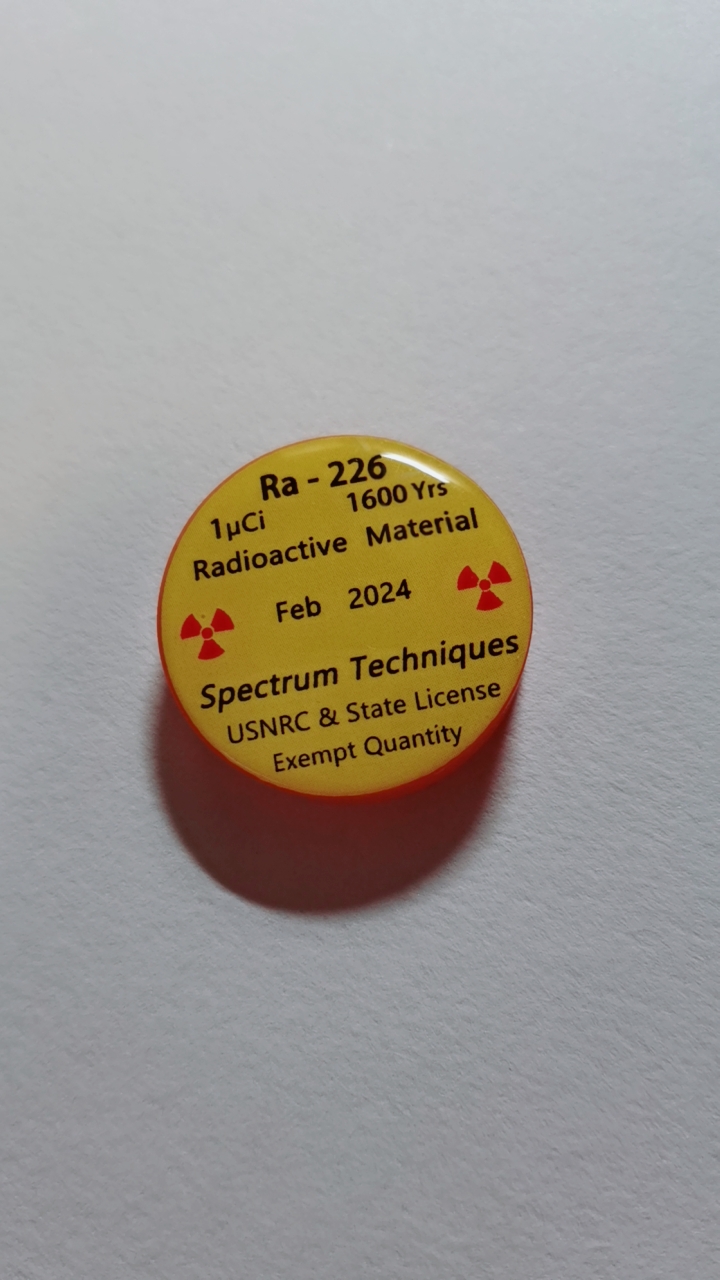 Ra - 226
1µCi 1600 Yrs
Radioactive Material
Feb 2024
Spectrum Techniques
USNRC & State License
Exempt Quantity